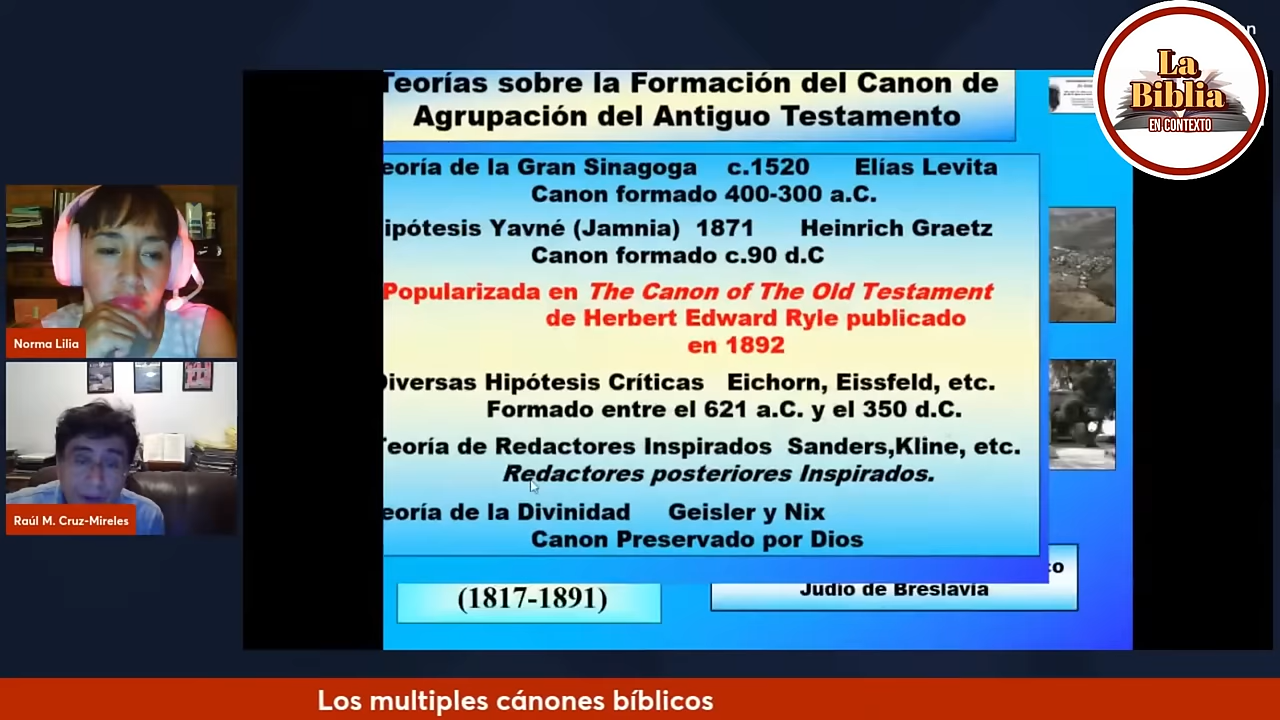 La
Biblia
EN CONTEXTO
Teorías sobre la Formación del Canon de
Agrupación del Antiguo Testamento
eoría de la Gran Sinagoga c.1520 Elías Levita
Canon formado 400-300 a.C.
ipótesis Yavné (Jamnia) 1871 Heinrich Graetz
Canon formado c.90 d.C
Popularizada en The Canon of The Old Testament
de Herbert Edward Ryle publicado
en 1892
Diversas Hipótesis Críticas Eichorn, Eissfeld, etc.
Formado entre el 621 a.C. y el 350 d.C.
Teoría de Redactores Inspirados Sanders,Kline, etc.
Redactores posteriores Inspirados.
eoría de la Divinidad Geisler y Nix
Canon Preservado por Dios
(1817-1891)
co
Judío de Breslavia
Norma Lilia
Raúl M. Cruz-Mireles
Los multiples cánones bíblicos